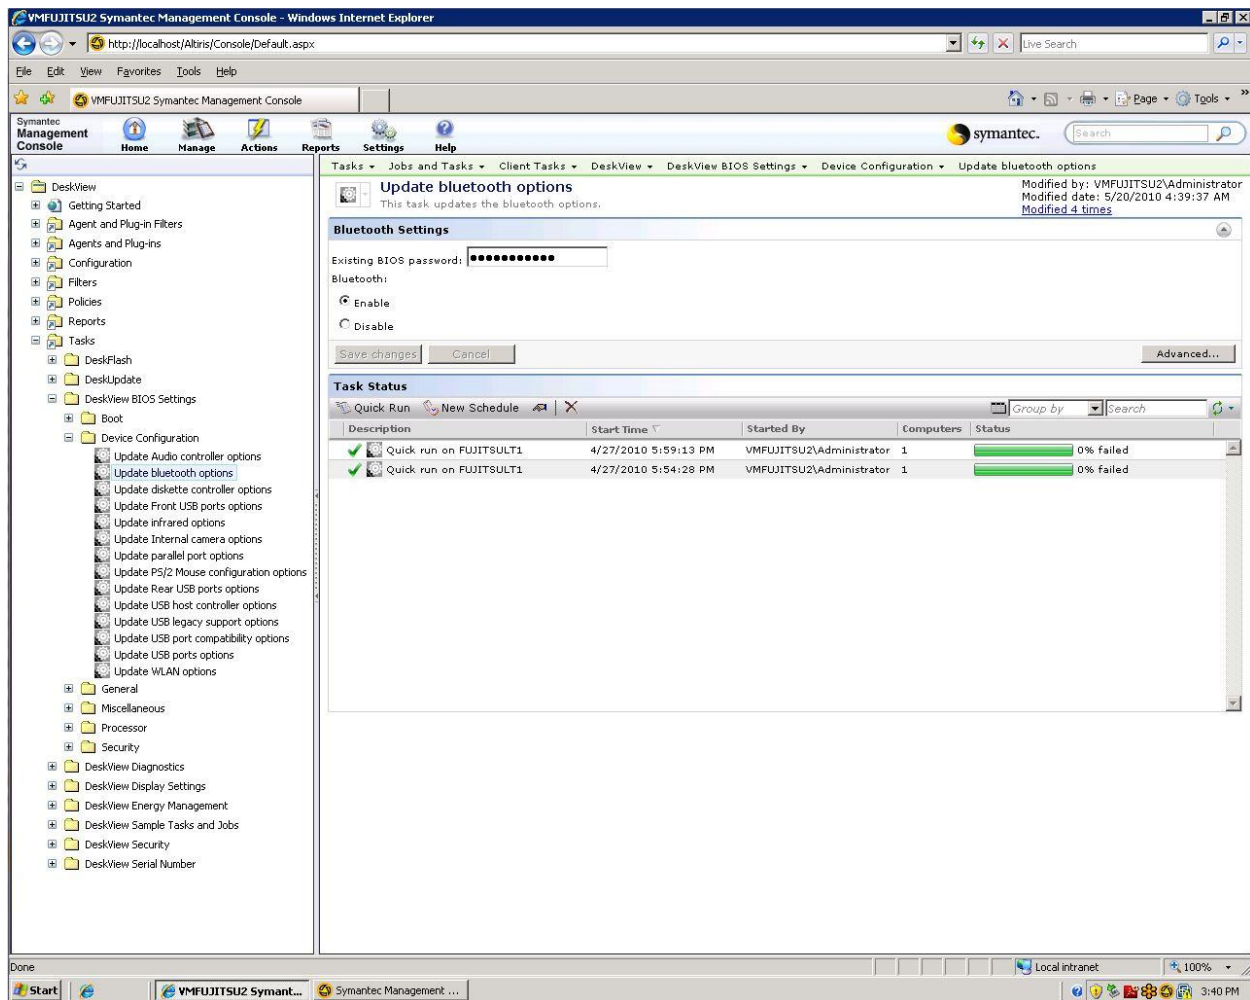 VMFUJITSU2 Symantec Management Console - Windows Internet Explorer
http://localhost/Altiris/Console/Default.aspx
Live Search
File Edit View Favorites Tools Help
VMFUJITSU2 Symantec Management Console
Page Tools
Symantec
Management
Console
Home Manage Actions Reports Settings Help
symantec.
Search
Tasks Jobs and Tasks Client Tasks DeskView DeskView BIOS Settings Device Configuration Update bluetooth options
Update bluetooth options
This task updates the bluetooth options.
Modified by: VMFUJITSU2\Administrator
Modified date: 5/20/2010 4:39:37 AM
Modified 4 times
Bluetooth Settings
Existing BIOS password:
Bluetooth:
Enable
Disable
Save changes Cancel Advanced...
Task Status
Quick Run New Schedule Group by Search
Description Start Time Started By Computers Status
Quick run on FUJITSULT1 4/27/2010 5:59:13 PM VMFUJITSU2\Administrator 1 0% failed
Quick run on FUJITSULT1 4/27/2010 5:54:28 PM VMFUJITSU2\Administrator 1 0% failed
DeskView
Getting Started
Agent and Plug-in Filters
Agents and Plug-ins
Configuration
Filters
Policies
Reports
Tasks
DeskFlash
DeskUpdate
DeskView BIOS Settings
Boot
Device Configuration
Update Audio controller options
Update bluetooth options
Update diskette controller options
Update Front USB ports options
Update infrared options
Update Internal camera options
Update parallel port options
Update PS/2 Mouse configuration options
Update Rear USB ports options
Update USB host controller options
Update USB legacy support options
Update USB port compatibility options
Update USB ports options
Update WLAN options
General
Miscellaneous
Processor
Security
DeskView Diagnostics
DeskView Display Settings
DeskView Energy Management
DeskView Sample Tasks and Jobs
DeskView Security
DeskView Serial Number
Done
Local intranet
100%
Start
VMFUJITSU2 Symant...
Symantec Management ...
3:40 PM